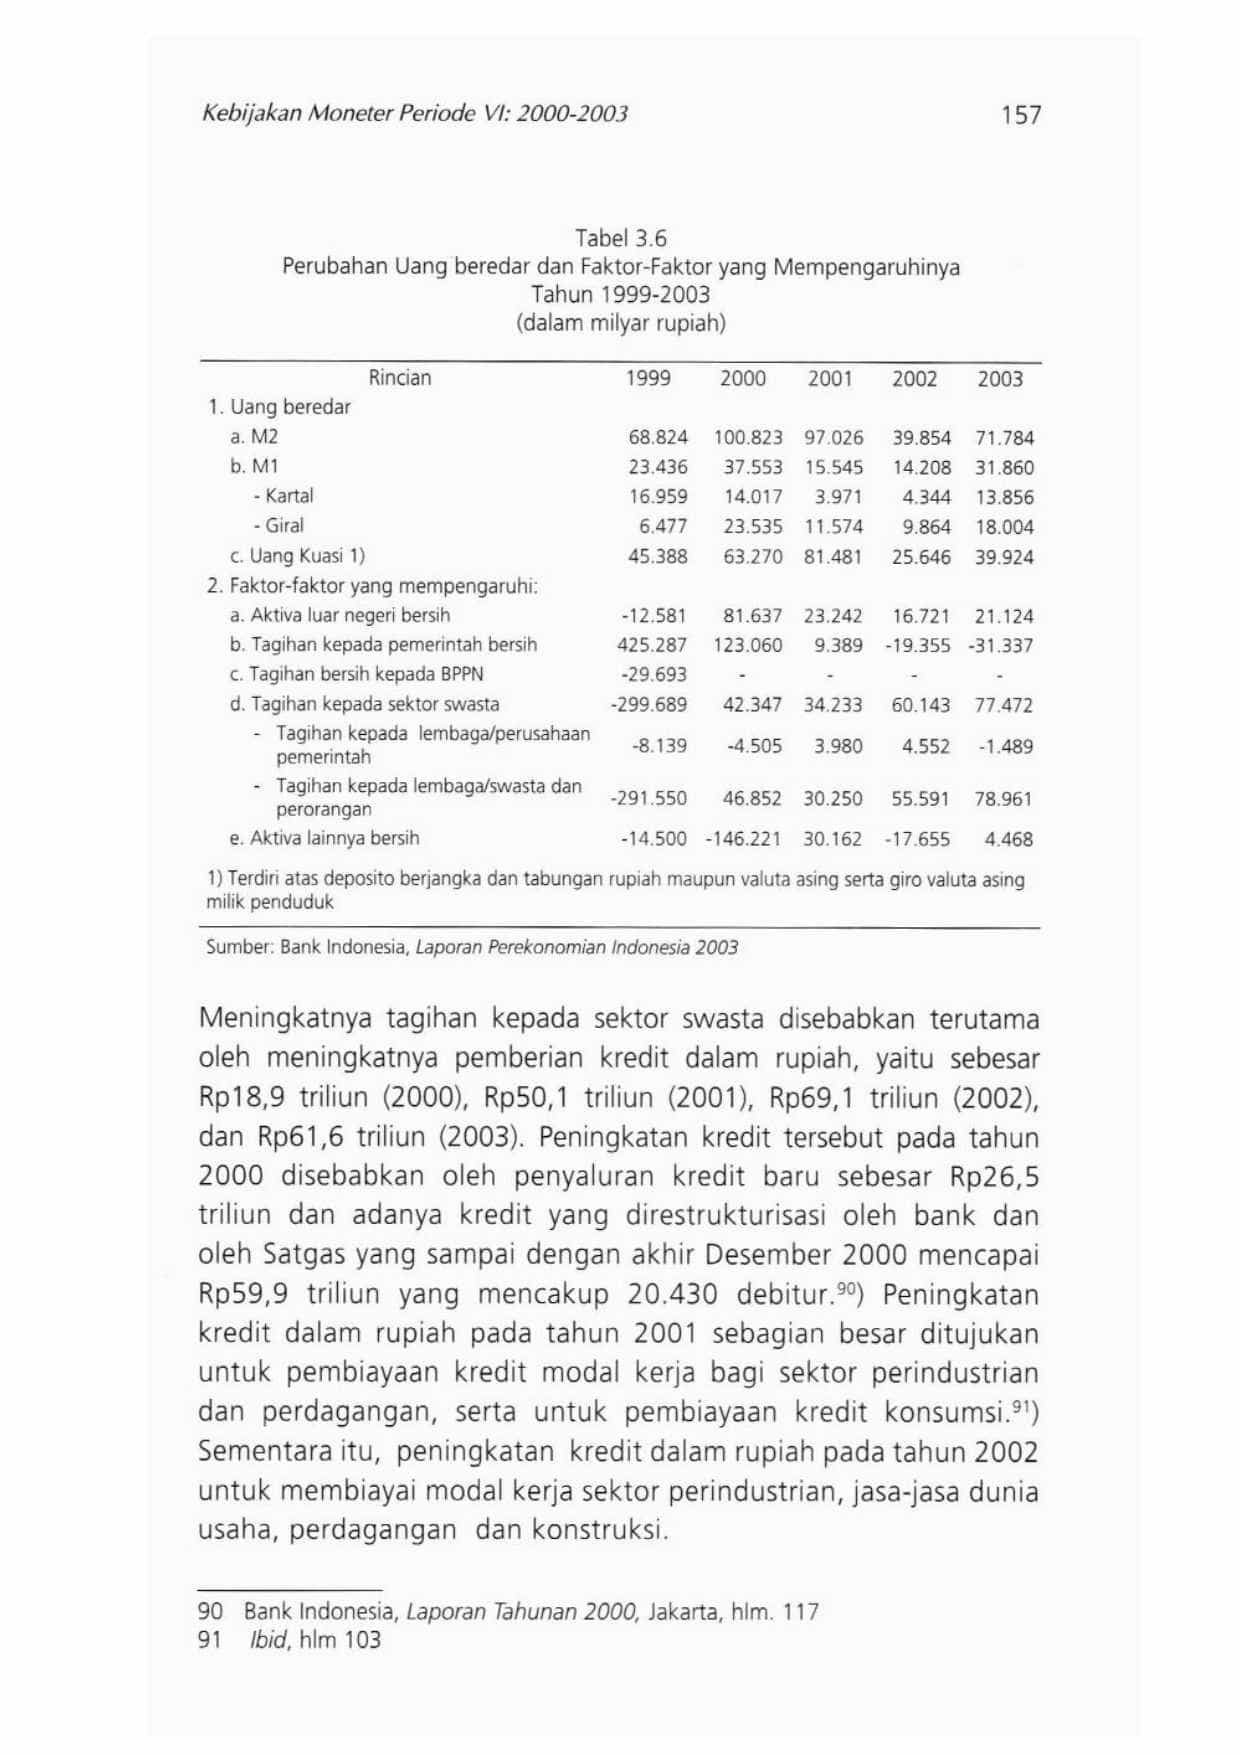 Kebijakan Moneter Periode VI: 2000-2003 157
Tabel 3.6
Perubahan Uang beredar dan Faktor-Faktor yang Mempengaruhinya
Tahun 1999-2003
(dalam milyar rupiah)
Rincian 1999 2000 2001 2002 2003
1. Uang beredar
a. M2 68.824 100.823 97.026 39.854 71.784
b. M1 23.436 37.553 15.545 14.208 31.860
- Kartal 16.959 14.017 3.971 4.344 13.856
- Giral 6.477 23.535 11.574 9.864 18.004
c. Uang Kuasi 1) 45.388 63.270 81.481 25.646 39.924
2. Faktor-faktor yang mempengaruhi:
a. Aktiva luar negeri bersih -12.581 81.637 23.242 16.721 21.124
b. Tagihan kepada pemerintah bersih 425.287 123.060 9.389 -19.355 -31.337
c. Tagihan bersih kepada BPPN -29.693 - - - -
d. Tagihan kepada sektor swasta -299.689 42.347 34.233 60.143 77.472
- Tagihan kepada lembaga/perusahaan
pemerintah -8.139 -4.505 3.980 4.552 -1.489
- Tagihan kepada lembaga/swasta dan
perorangan -291.550 46.852 30.250 55.591 78.961
e. Aktiva lainnya bersih -14.500 -146.221 30.162 -17.655 4.468
1) Terdiri atas deposito berjangka dan tabungan rupiah maupun valuta asing serta giro valuta asing
milik penduduk
Sumber: Bank Indonesia, Laporan Perekonomian Indonesia 2003
Meningkatnya tagihan kepada sektor swasta disebabkan terutama
oleh meningkatnya pemberian kredit dalam rupiah, yaitu sebesar
Rp18,9 triliun (2000), Rp50,1 triliun (2001), Rp69,1 triliun (2002),
dan Rp61,6 triliun (2003). Peningkatan kredit tersebut pada tahun
2000 disebabkan oleh penyaluran kredit baru sebesar Rp26,5
triliun dan adanya kredit yang direstrukturisasi oleh bank dan
oleh Satgas yang sampai dengan akhir Desember 2000 mencapai
Rp59,9 triliun yang mencakup 20.430 debitur.⁹⁰) Peningkatan
kredit dalam rupiah pada tahun 2001 sebagian besar ditujukan
untuk pembiayaan kredit modal kerja bagi sektor perindustrian
dan perdagangan, serta untuk pembiayaan kredit konsumsi.⁹¹)
Sementara itu, peningkatan kredit dalam rupiah pada tahun 2002
untuk membiayai modal kerja sektor perindustrian, jasa-jasa dunia
usaha, perdagangan dan konstruksi.
90 Bank Indonesia, Laporan Tahunan 2000, Jakarta, hlm. 117
91 Ibid, hlm 103